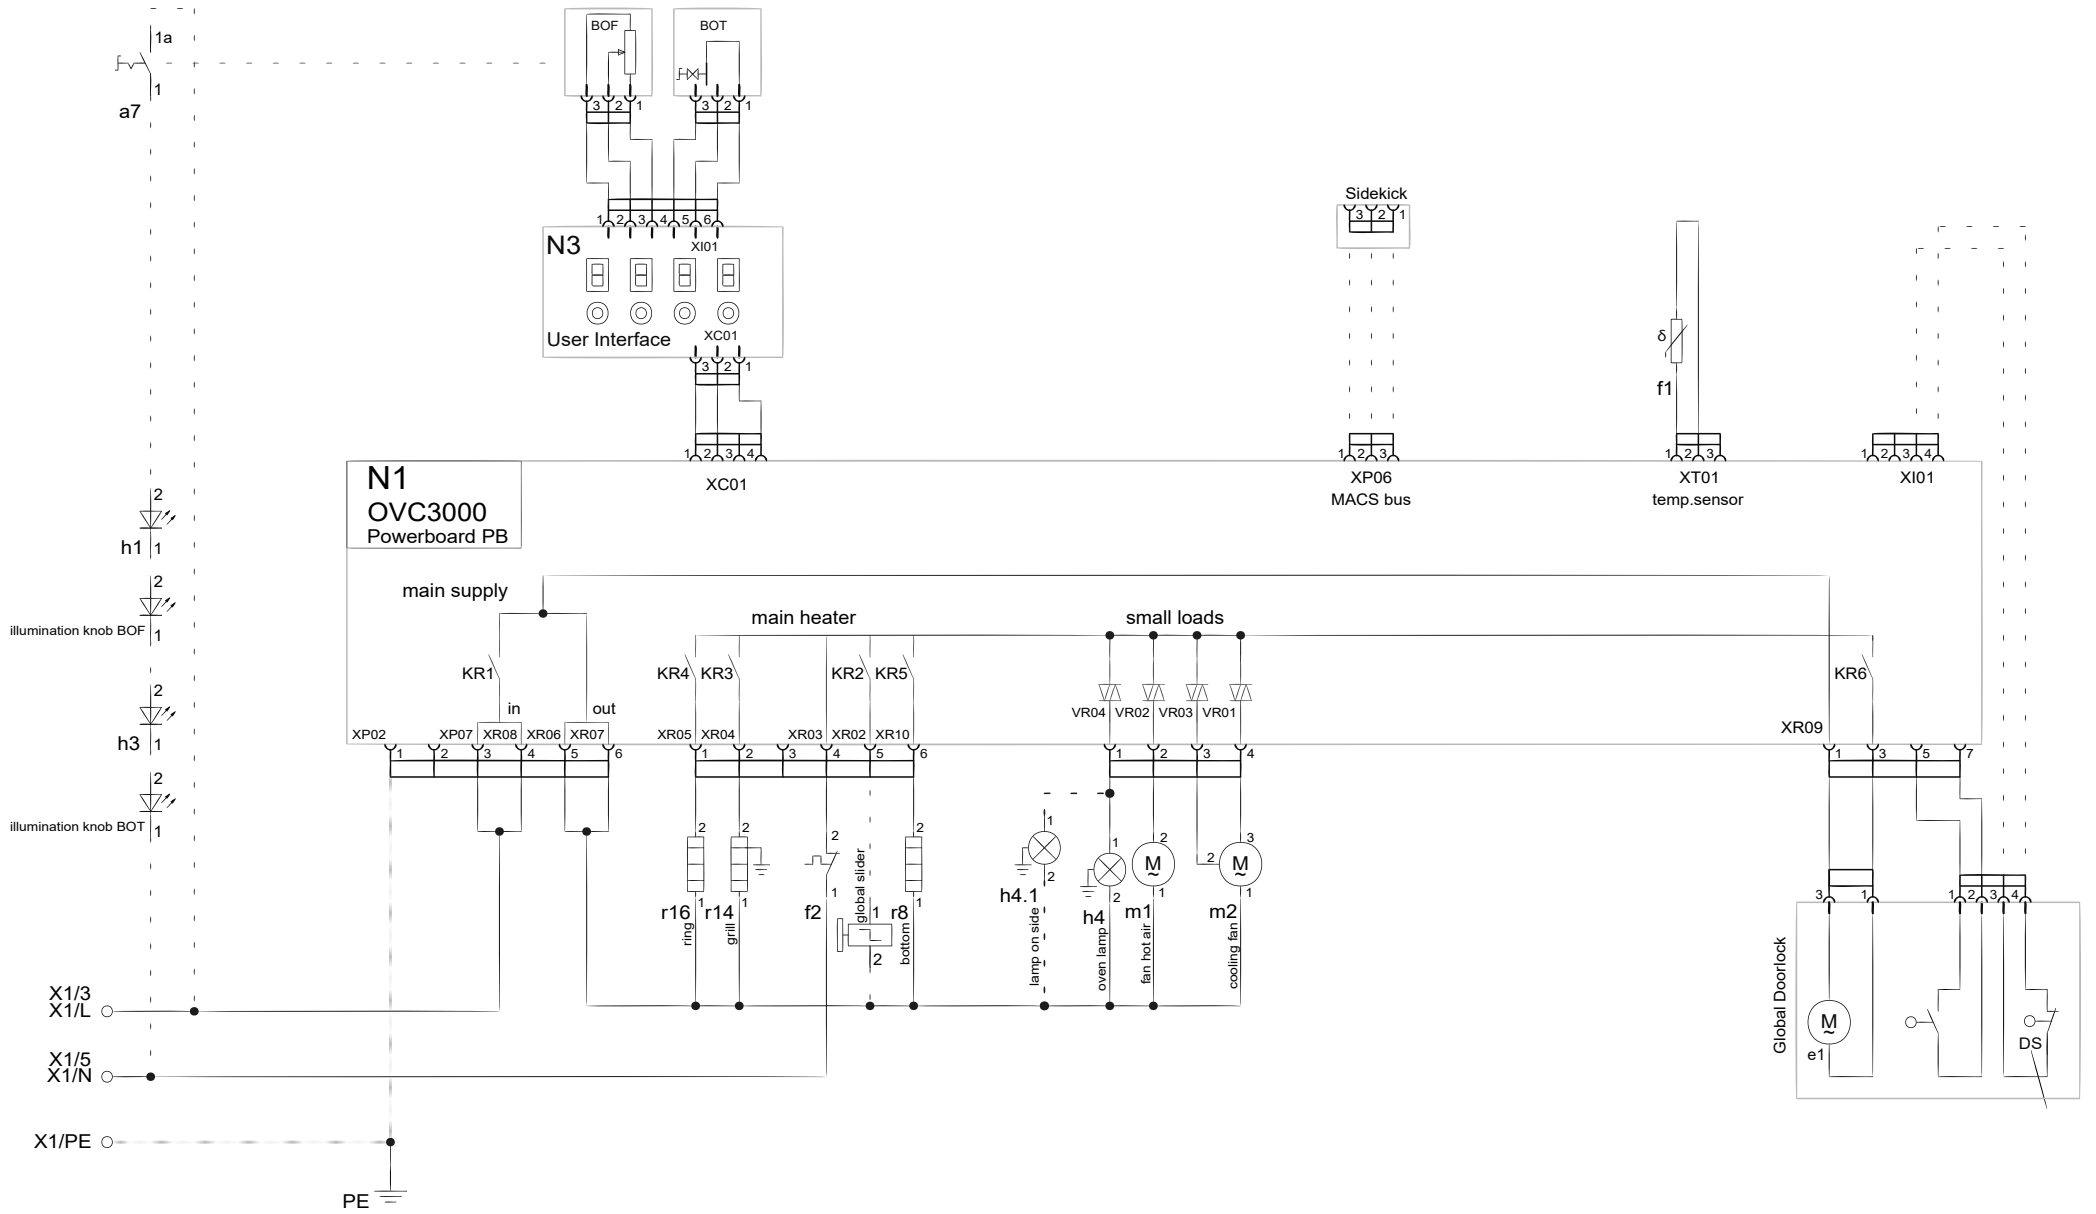 1a
1
a7
BOF
BOT
3 2 1
3 2 1
1 2 3 4 5 6
N3
XI01
User Interface
XC01
3 2 1
Sidekick
3 2 1
δ
f1
1 2 3 4
XC01
1 2 3
XP06
MACS bus
1 2 3
XT01
temp.sensor
1 2 3 4
XI01
N1
OVC3000
Powerboard PB
2
h1 1
2
illumination knob BOF 1
2
h3 1
2
illumination knob BOT 1
main supply
main heater
small loads
KR1
KR4 KR3
KR2 KR5
KR6
in
out
VR04 VR02 VR03 VR01
XP02
XP07 XR08 XR06 XR07
XR05 XR04
XR03 XR02 XR10
XR09
1 2 3 4 5 6
1 2 3 4 5 6
1 2 3 4
1 3 5 7
2
1
r16
ring
2
1
r14
grill
2
1
f2
global slider
1
2
2
1
r8
bottom
1
2
h4.1
lamp on side
1
2
h4
oven lamp
2
M
~
1
m1
fan hot air
3
2
M
~
1
m2
cooling fan
3 1
1 2 3 4
Global Doorlock
M
~
e1
DS
X1/3
X1/L
X1/5
X1/N
X1/PE
PE